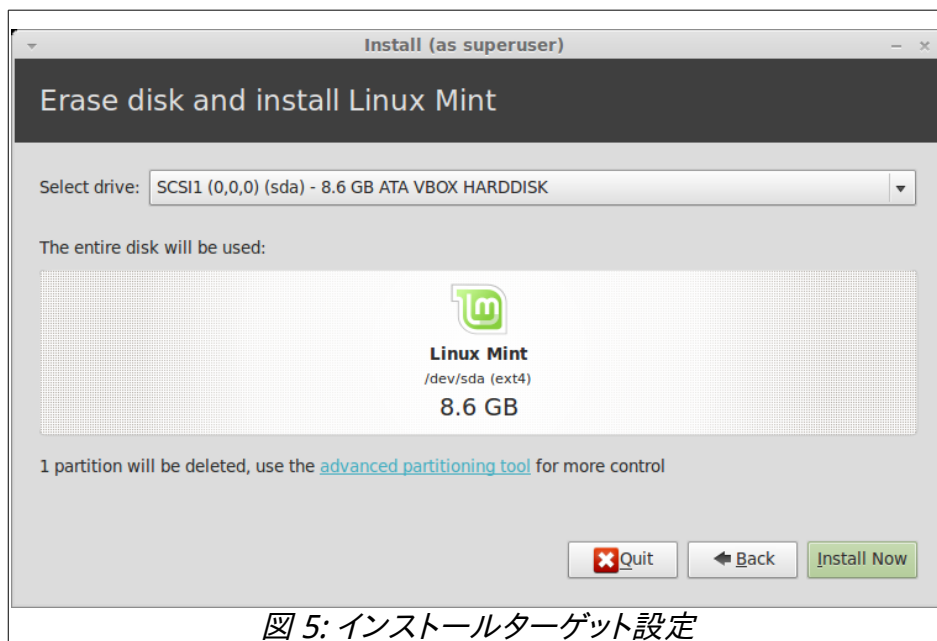 Install (as superuser)
Erase disk and install Linux Mint
Select drive: SCSI1 (0,0,0) (sda) - 8.6 GB ATA VBOX HARDDISK
The entire disk will be used:
Linux Mint
/dev/sda (ext4)
8.6 GB
1 partition will be deleted, use the advanced partitioning tool for more control
Quit Back Install Now
図 5: インストールターゲット設定